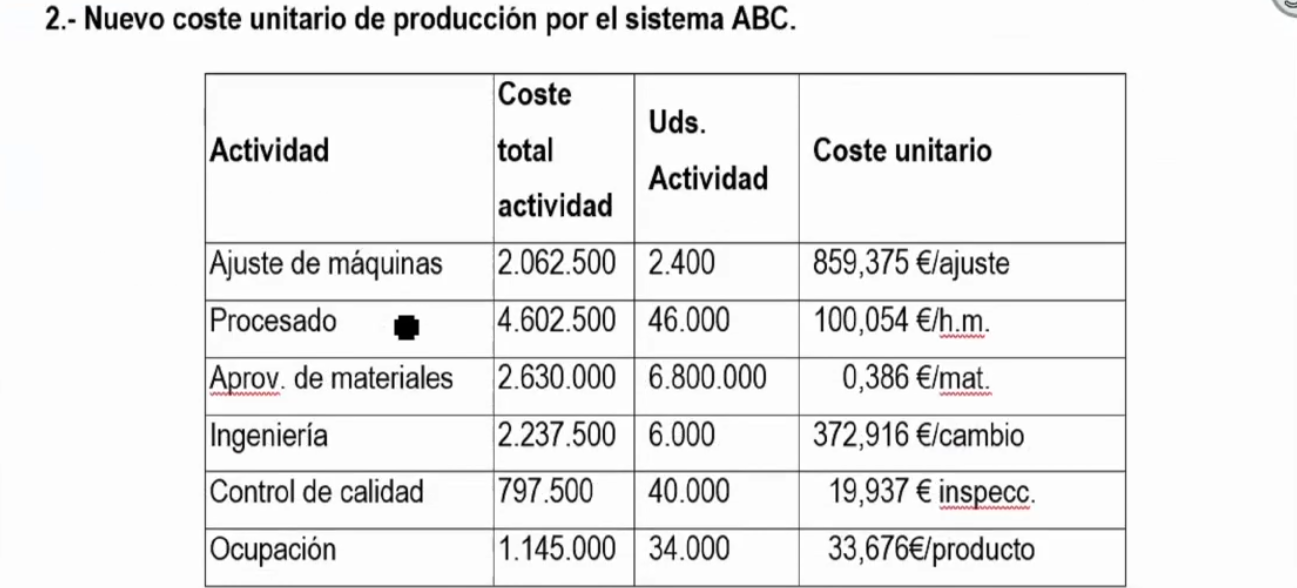 2.- Nuevo coste unitario de producción por el sistema ABC.
Actividad Coste total actividad Uds. Actividad Coste unitario
Ajuste de máquinas 2.062.500 2.400 859,375 €/ajuste
Procesado 4.602.500 46.000 100,054 €/h.m.
Aprov. de materiales 2.630.000 6.800.000 0,386 €/mat.
Ingeniería 2.237.500 6.000 372,916 €/cambio
Control de calidad 797.500 40.000 19,937 € inspecc.
Ocupación 1.145.000 34.000 33,676€/producto